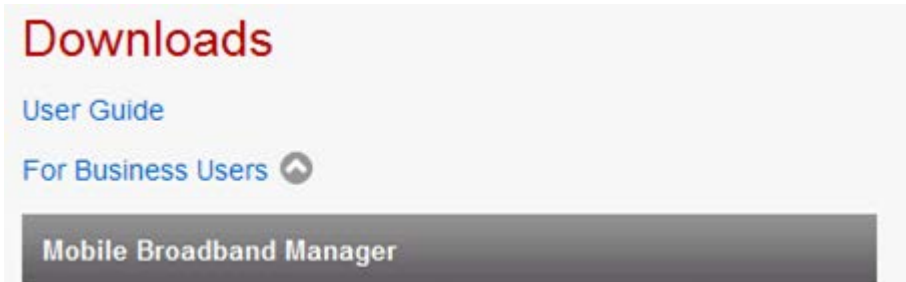 Downloads
User Guide
For Business Users
Mobile Broadband Manager